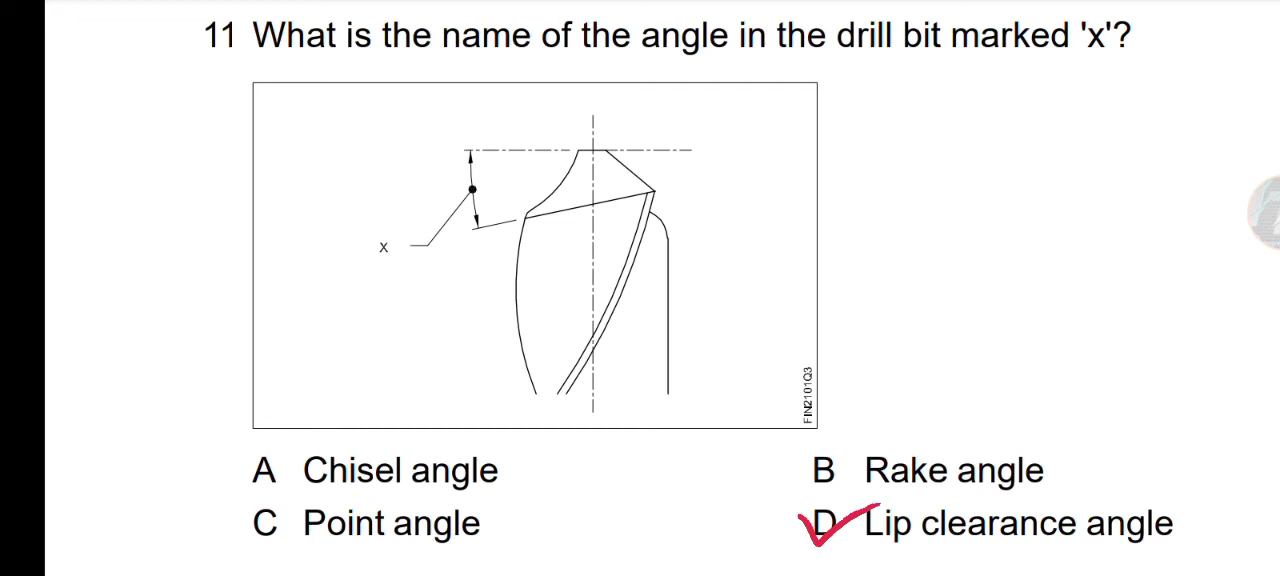 11 What is the name of the angle in the drill bit marked 'x'?
x
FIN2101Q3
A Chisel angle B Rake angle
C Point angle D Lip clearance angle